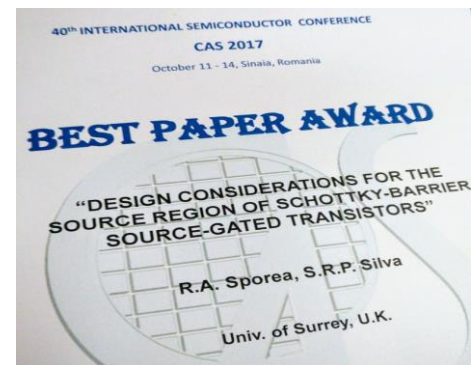 40th INTERNATIONAL SEMICONDUCTOR CONFERENCE
CAS 2017
October 11 - 14, Sinaia, Romania
BEST PAPER AWARD
“DESIGN CONSIDERATIONS FOR THE
SOURCE REGION OF SCHOTTKY-BARRIER
SOURCE-GATED TRANSISTORS”
R.A. Sporea, S.R.P. Silva
Univ. of Surrey, U.K.